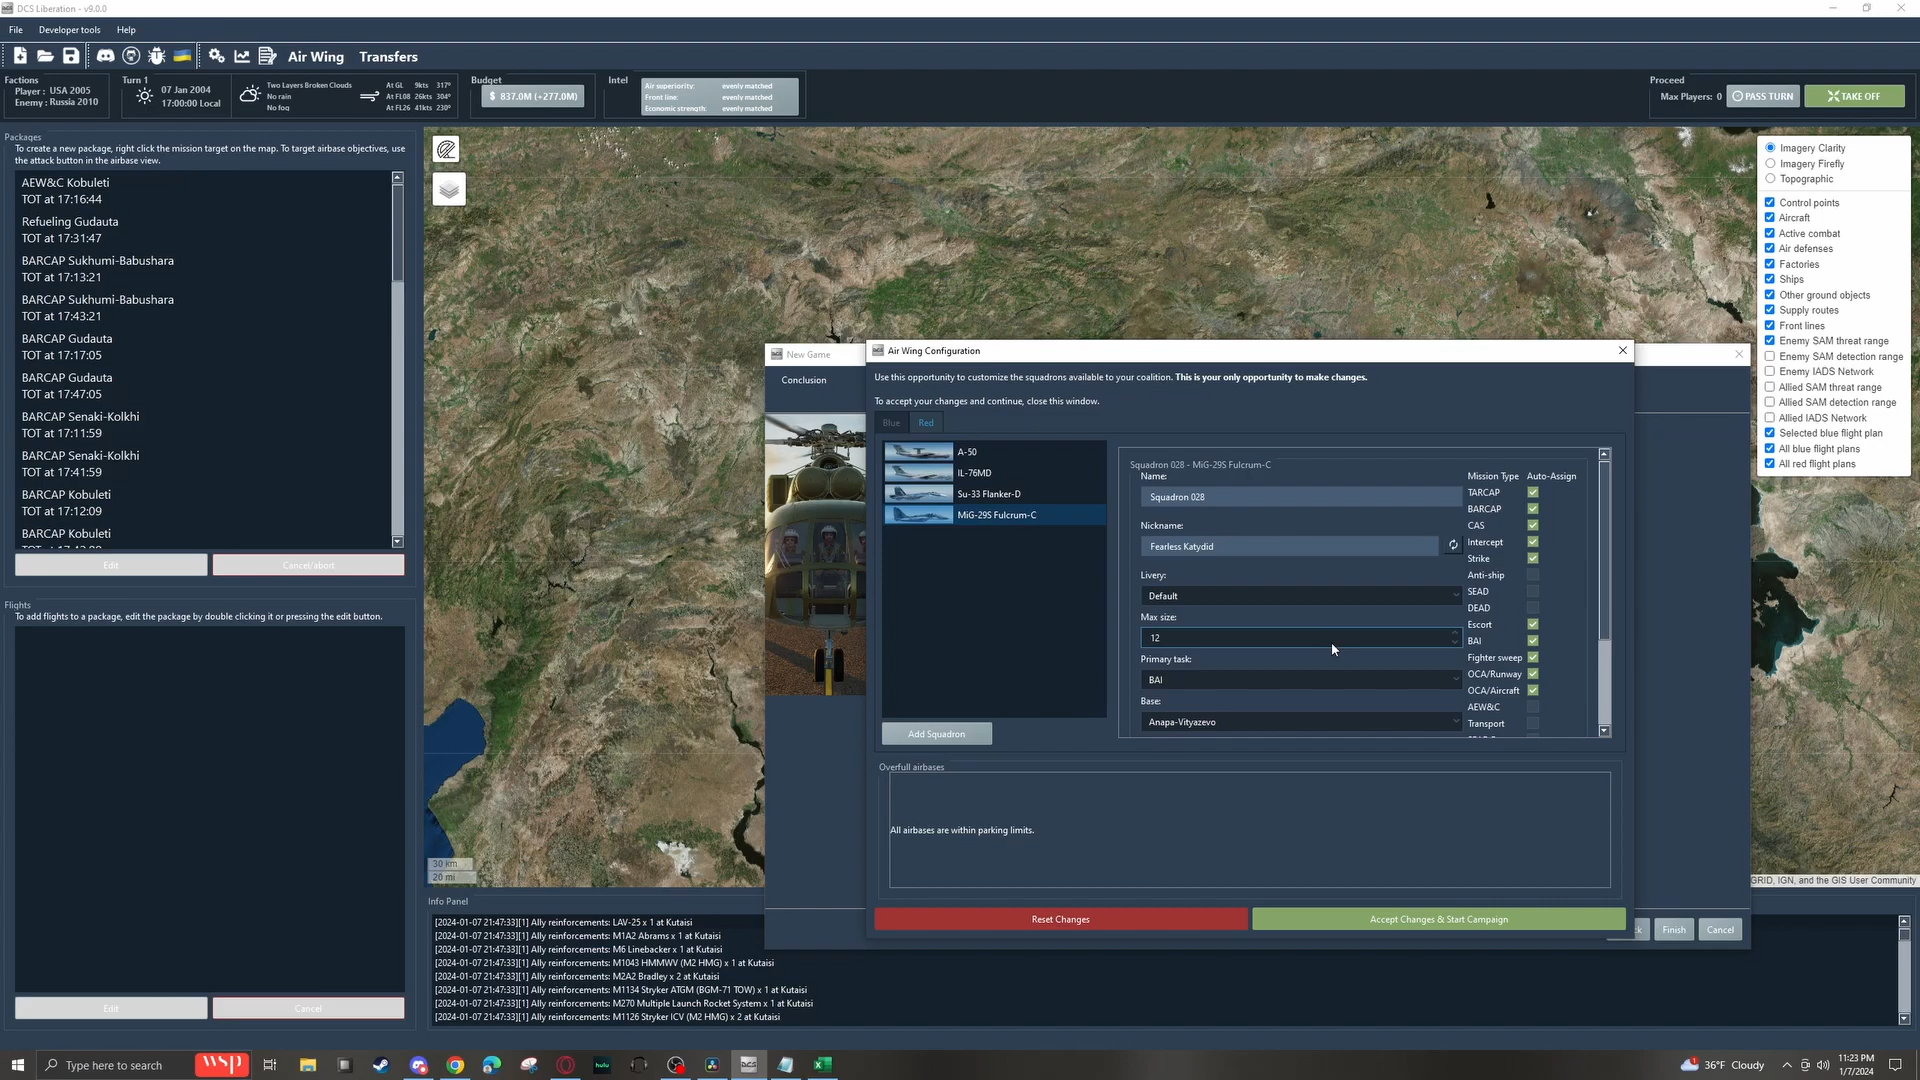 DCS Liberation - v9.0.0
File
Developer tools
Help
Air Wing
Transfers
Factions
Player : USA 2005
Enemy : Russia 2010
Turn 1
07 Jan 2004
17:00:00 Local
Two Layers Broken Clouds
No rain
No fog
At GL 9kts 317º
At FL08 26kts 304º
At FL26 41kts 230º
Budget
$ 837.0M (+277.0M)
Intel
Air superiority: evenly matched
Front line: evenly matched
Economic strength: evenly matched
Proceed
Max Players: 0
PASS TURN
TAKE OFF
Packages
To create a new package, right click the mission target on the map. To target airbase objectives, use
the attack button in the airbase view.
AEW&C Kobuleti
TOT at 17:16:44
Refueling Gudauta
TOT at 17:31:47
BARCAP Sukhumi-Babushara
TOT at 17:13:21
BARCAP Sukhumi-Babushara
TOT at 17:43:21
BARCAP Gudauta
TOT at 17:17:05
BARCAP Gudauta
TOT at 17:47:05
BARCAP Senaki-Kolkhi
TOT at 17:11:59
BARCAP Senaki-Kolkhi
TOT at 17:41:59
BARCAP Kobuleti
TOT at 17:12:09
BARCAP Kobuleti
Edit
Cancel/abort
Flights
To add flights to a package, edit the package by double clicking it or pressing the edit button.
Edit
Cancel
Imagery Clarity
Imagery Firefly
Topographic
Control points
Aircraft
Active combat
Air defenses
Factories
Ships
Other ground objects
Supply routes
Front lines
Enemy SAM threat range
Enemy SAM detection range
Enemy IADS Network
Allied SAM threat range
Allied SAM detection range
Allied IADS Network
Selected blue flight plan
All blue flight plans
All red flight plans
30 km
20 mi
GRID, IGN, and the GIS User Community
New Game
Conclusion
Finish
Cancel
Air Wing Configuration
Use this opportunity to customize the squadrons available to your coalition. This is your only opportunity to make changes.
To accept your changes and continue, close this window.
Blue
Red
A-50
IL-76MD
Su-33 Flanker-D
MiG-29S Fulcrum-C
Add Squadron
Squadron 028 - MiG-29S Fulcrum-C
Name:
Squadron 028
Nickname:
Fearless Katydid
Livery:
Default
Max size:
12
Primary task:
BAI
Base:
Anapa-Vityazevo
Mission Type
Auto-Assign
TARCAP
BARCAP
CAS
Intercept
Strike
Anti-ship
SEAD
DEAD
Escort
BAI
Fighter sweep
OCA/Runway
OCA/Aircraft
AEW&C
Transport
Overfull airbases
All airbases are within parking limits.
Reset Changes
Accept Changes & Start Campaign
Info Panel
[2024-01-07 21:47:33][1] Ally reinforcements: LAV-25 x 1 at Kutaisi
[2024-01-07 21:47:33][1] Ally reinforcements: M1A2 Abrams x 1 at Kutaisi
[2024-01-07 21:47:33][1] Ally reinforcements: M6 Linebacker x 1 at Kutaisi
[2024-01-07 21:47:33][1] Ally reinforcements: M1043 HMMWV (M2 HMG) x 1 at Kutaisi
[2024-01-07 21:47:33][1] Ally reinforcements: M2A2 Bradley x 2 at Kutaisi
[2024-01-07 21:47:33][1] Ally reinforcements: M1134 Stryker ATGM (BGM-71 TOW) x 1 at Kutaisi
[2024-01-07 21:47:33][1] Ally reinforcements: M270 Multiple Launch Rocket System x 1 at Kutaisi
[2024-01-07 21:47:33][1] Ally reinforcements: M1126 Stryker ICV (M2 HMG) x 2 at Kutaisi
Type here to search
wsp
hulu
36°F Cloudy
11:23 PM
1/7/2024